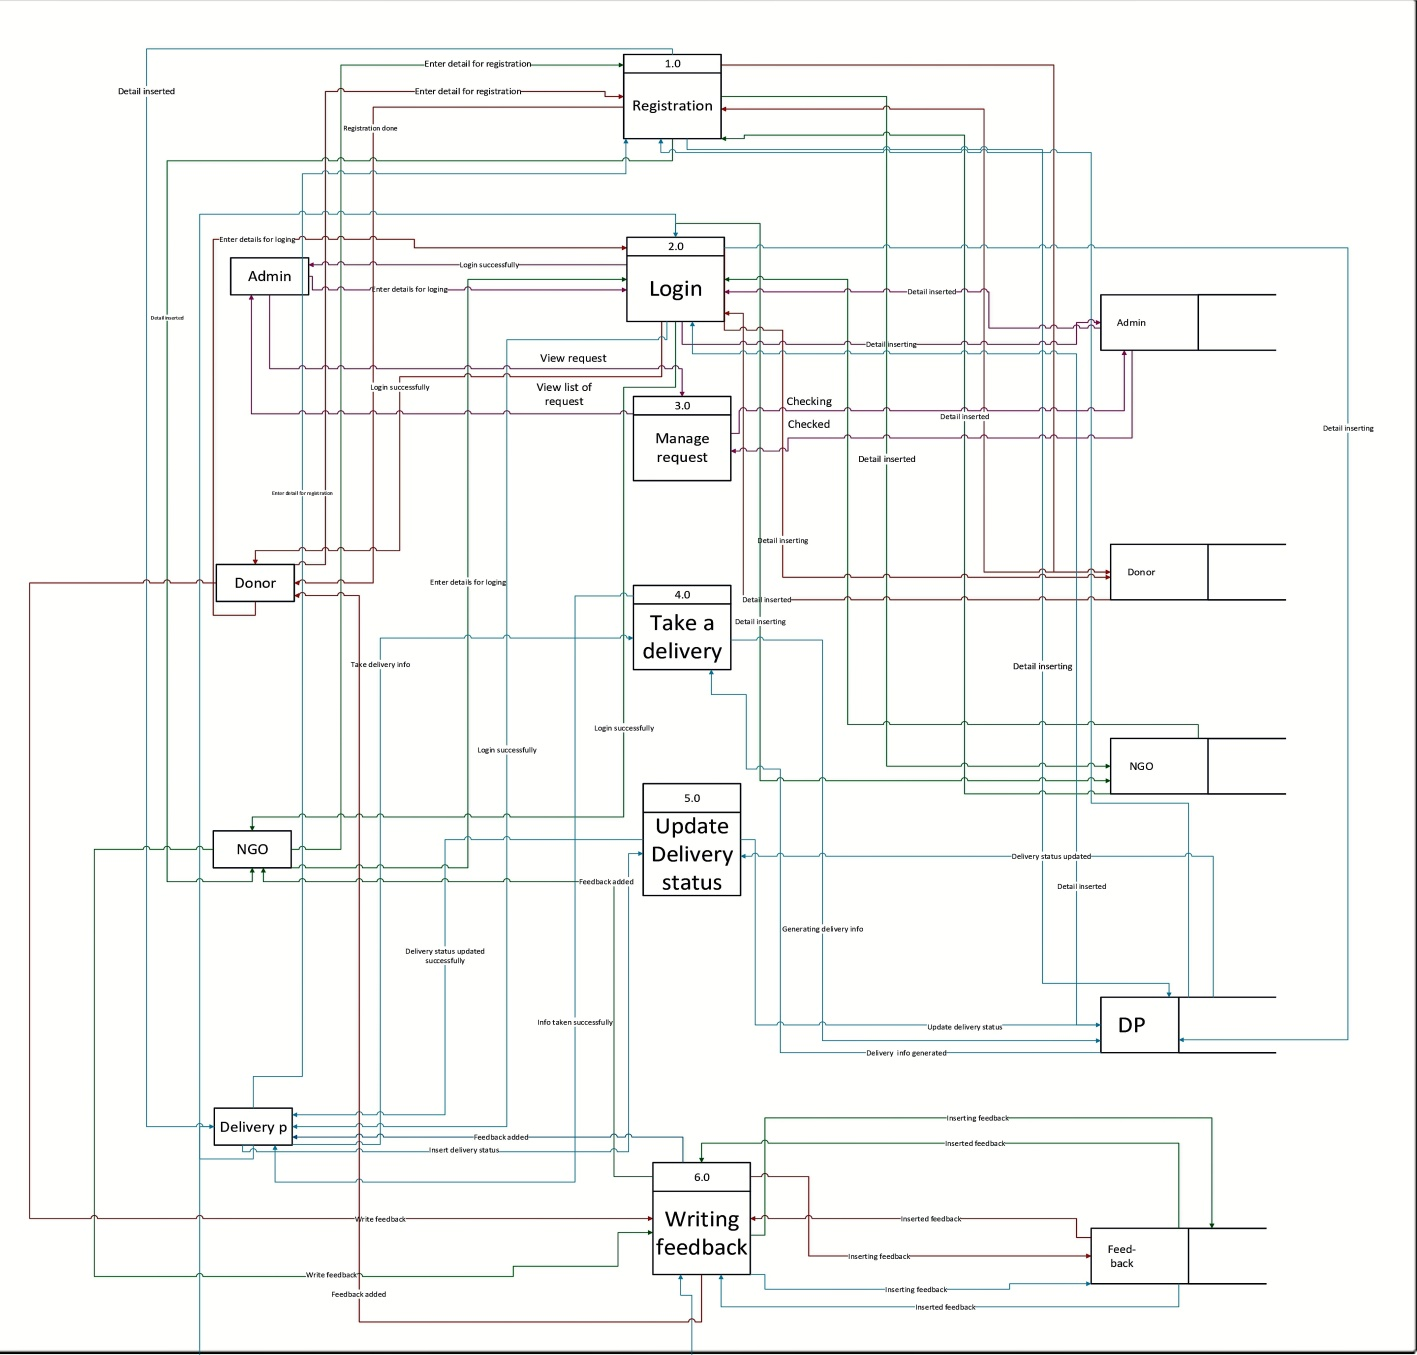 Enter detail for registration
1.0
Detail inserted
Enter detail for registration
Registration
Registration done
Enter details for loging
2.0
Login successfully
Admin
Login
Enter details for loging
Detail inserted
Detail inserted
Admin
Detail inserting
View request
Login successfully
View list of
request
3.0
Checking
Checked
Detail inserted
Detail inserting
Manage
request
Detail inserted
Enter detail for registration
Detail inserting
Donor
Enter details for loging
Donor
4.0
Detail inserted
Take a
delivery
Detail inserting
Take delivery info
Detail inserting
Login successfully
Login successfully
NGO
5.0
Update
Delivery
status
NGO
Delivery status updated
Feedback added
Detail inserted
Generating delivery info
Delivery status updated
successfully
Info taken successfully
Update delivery status
DP
Delivery info generated
Delivery p
Inserting feedback
Feedback added
Inserted feedback
Insert delivery status
6.0
Write feedback
Writing
feedback
Inserted feedback
Inserting feedback
Feed-
back
Write feedback
Inserting feedback
Feedback added
Inserted feedback